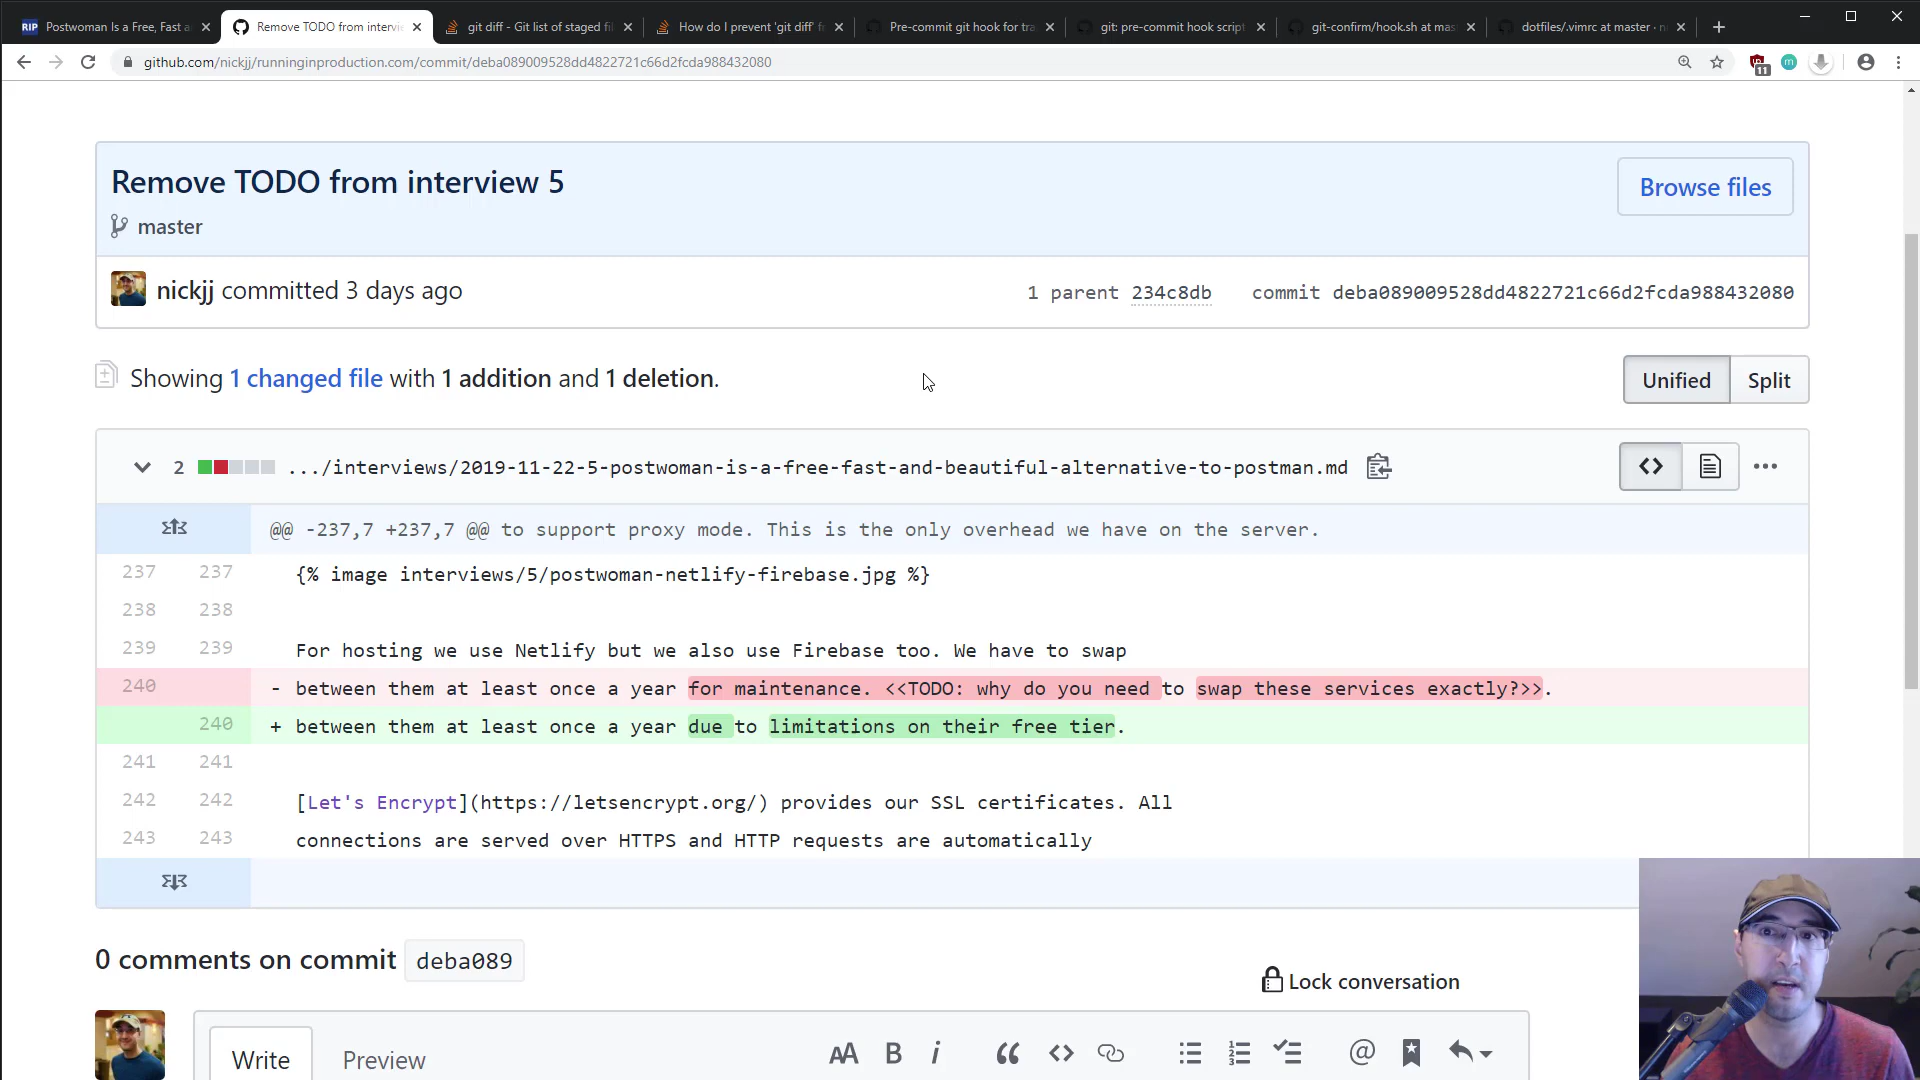 RIP Postwoman Is a Free, Fast a
Remove TODO from intervi
git diff - Git list of staged fi
How do I prevent 'git diff' f
Pre-commit git hook for tra
git: pre-commit hook script
git-confirm/hook.sh at mas
dotfiles/.vimrc at master · n
github.com/nickjj/runninginproduction.com/commit/deba089009528dd4822721c66d2fcda988432080
11
m
Remove TODO from interview 5
Browse files
master
nickjj committed 3 days ago
1 parent 234c8db commit deba089009528dd4822721c66d2fcda988432080
Showing 1 changed file with 1 addition and 1 deletion.
Unified Split
2 .../interviews/2019-11-22-5-postwoman-is-a-free-fast-and-beautiful-alternative-to-postman.md
@@ -237,7 +237,7 @@ to support proxy mode. This is the only overhead we have on the server.
237 237 {% image interviews/5/postwoman-netlify-firebase.jpg %}
238 238
239 239 For hosting we use Netlify but we also use Firebase too. We have to swap
240 - between them at least once a year for maintenance. <<TODO: why do you need to swap these services exactly?>>.
240 + between them at least once a year due to limitations on their free tier.
241 241
242 242 [Let's Encrypt](https://letsencrypt.org/) provides our SSL certificates. All
243 243 connections are served over HTTPS and HTTP requests are automatically
0 comments on commit deba089
Lock conversation
Write Preview
AA B i